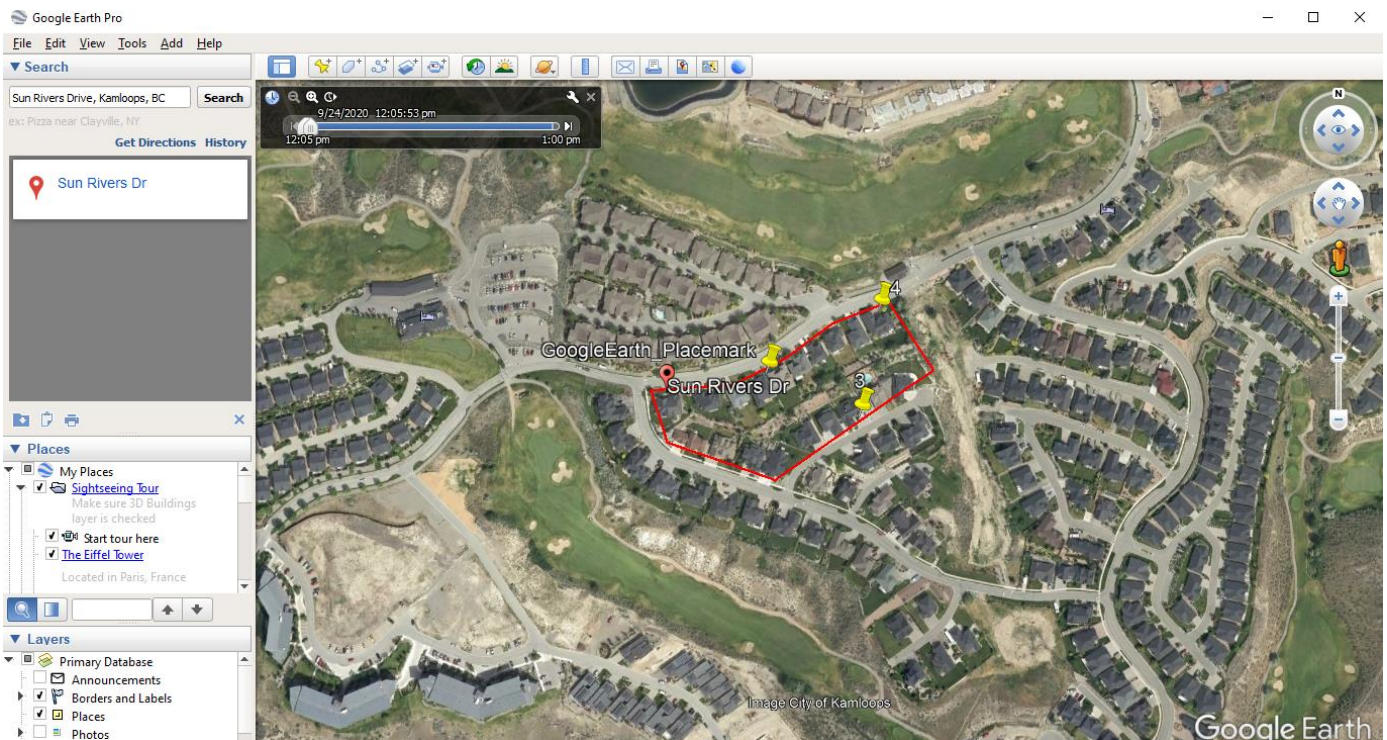 Google Earth Pro
File Edit View Tools Add Help
Search
Sun Rivers Drive, Kamloops, BC
Search
ex: Pizza near Clayville, NY
Get Directions History
Sun Rivers Dr
Places
My Places
Sightseeing Tour
Make sure 3D Buildings
layer is checked
Start tour here
The Eiffel Tower
Located in Paris, France
Layers
Primary Database
Announcements
Borders and Labels
Places
Photos
9/24/2020 12:05:53 pm
12:05 pm
1:00 pm
N
4
GoogleEarth_Placemark
Sun Rivers Dr
3
Image City of Kamloops
Google Earth